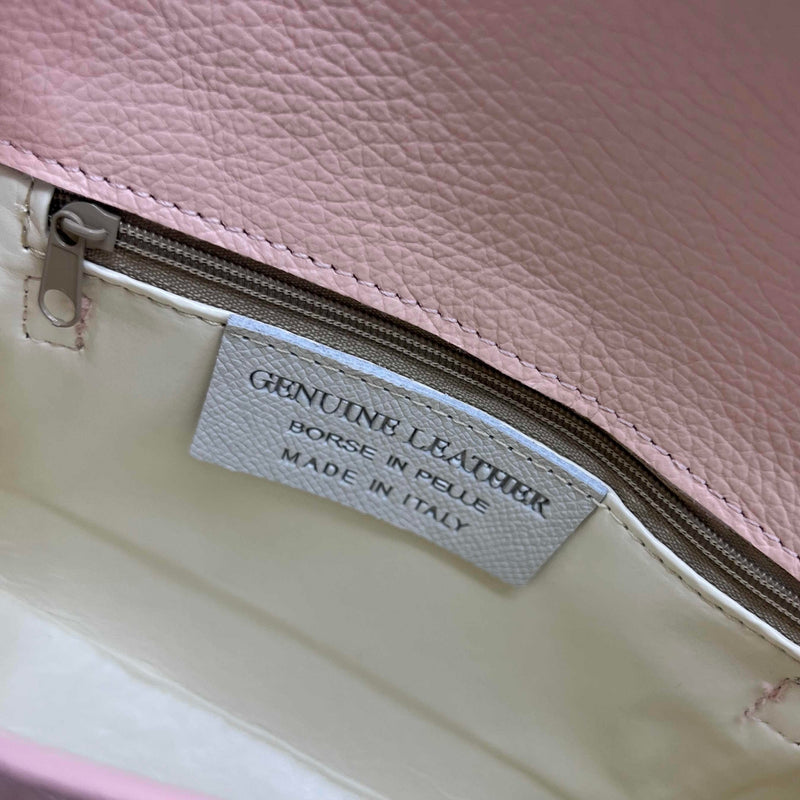 GENUINE LEATHER
BORSE IN PELLE
MADE IN ITALY